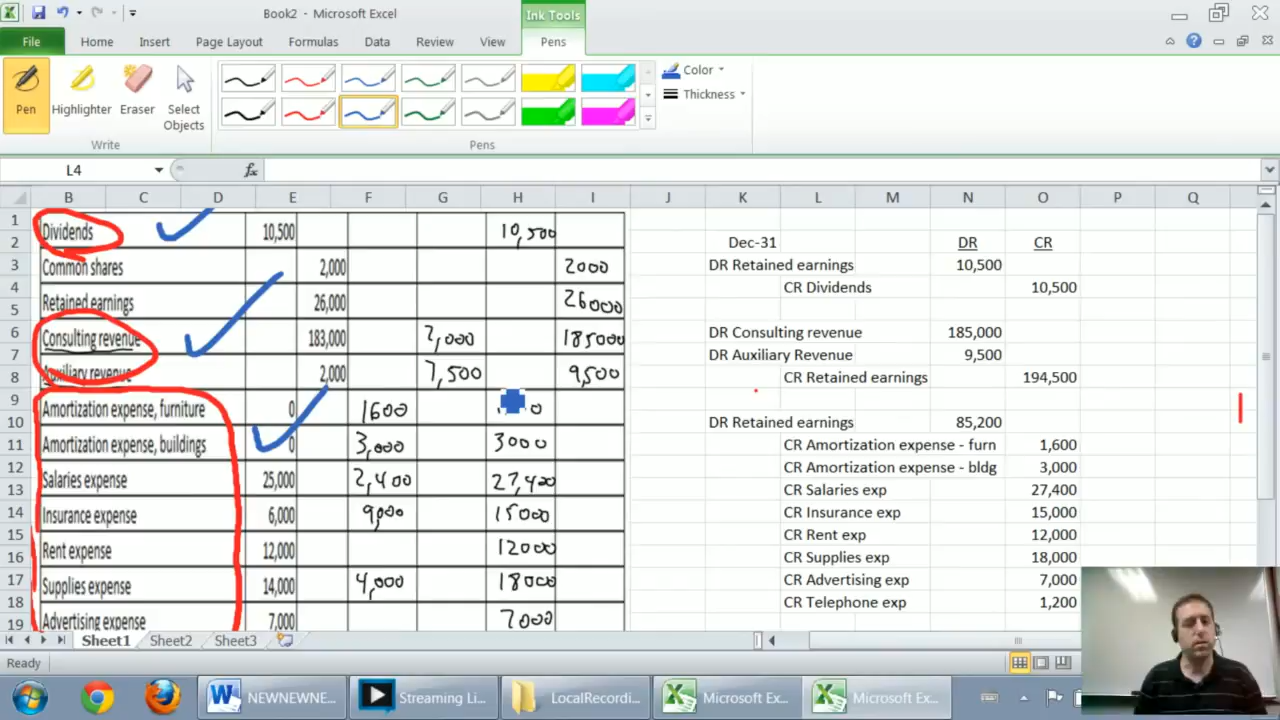 Book2 - Microsoft Excel
Ink Tools
File Home Insert Page Layout Formulas Data Review View Pens
Pen Highlighter Eraser Select Objects
Color
Thickness
Write Pens
L4 fx
B C D E F G H I J K L M N O P Q
1 Dividends 10,500 10,500
2 Dec-31 DR CR
3 Common shares 2,000 2000 DR Retained earnings 10,500
4 CR Dividends 10,500
5 Retained earnings 26,000 26000
6 Consulting revenue 183,000 2,000 185000 DR Consulting revenue 185,000
7 DR Auxiliary Revenue 9,500
8 Auxiliary revenue 2,000 7,500 9,500 CR Retained earnings 194,500
9 Amortization expense, furniture 0 1600
10 DR Retained earnings 85,200
11 Amortization expense, buildings 0 3,000 3000 CR Amortization expense - furn 1,600
12 CR Amortization expense - bldg 3,000
13 Salaries expense 25,000 2,400 27,400 CR Salaries exp 27,400
14 Insurance expense 6,000 9,000 15000 CR Insurance exp 15,000
15 CR Rent exp 12,000
16 Rent expense 12,000 12000 CR Supplies exp 18,000
17 Supplies expense 14,000 4,000 18000 CR Advertising exp 7,000
18 CR Telephone exp 1,200
19 Advertising expense 7,000 7000
Sheet1 Sheet2 Sheet3
Ready
NEWNEWNE... Streaming Li... LocalRecordi... Microsoft Ex... Microsoft Ex...